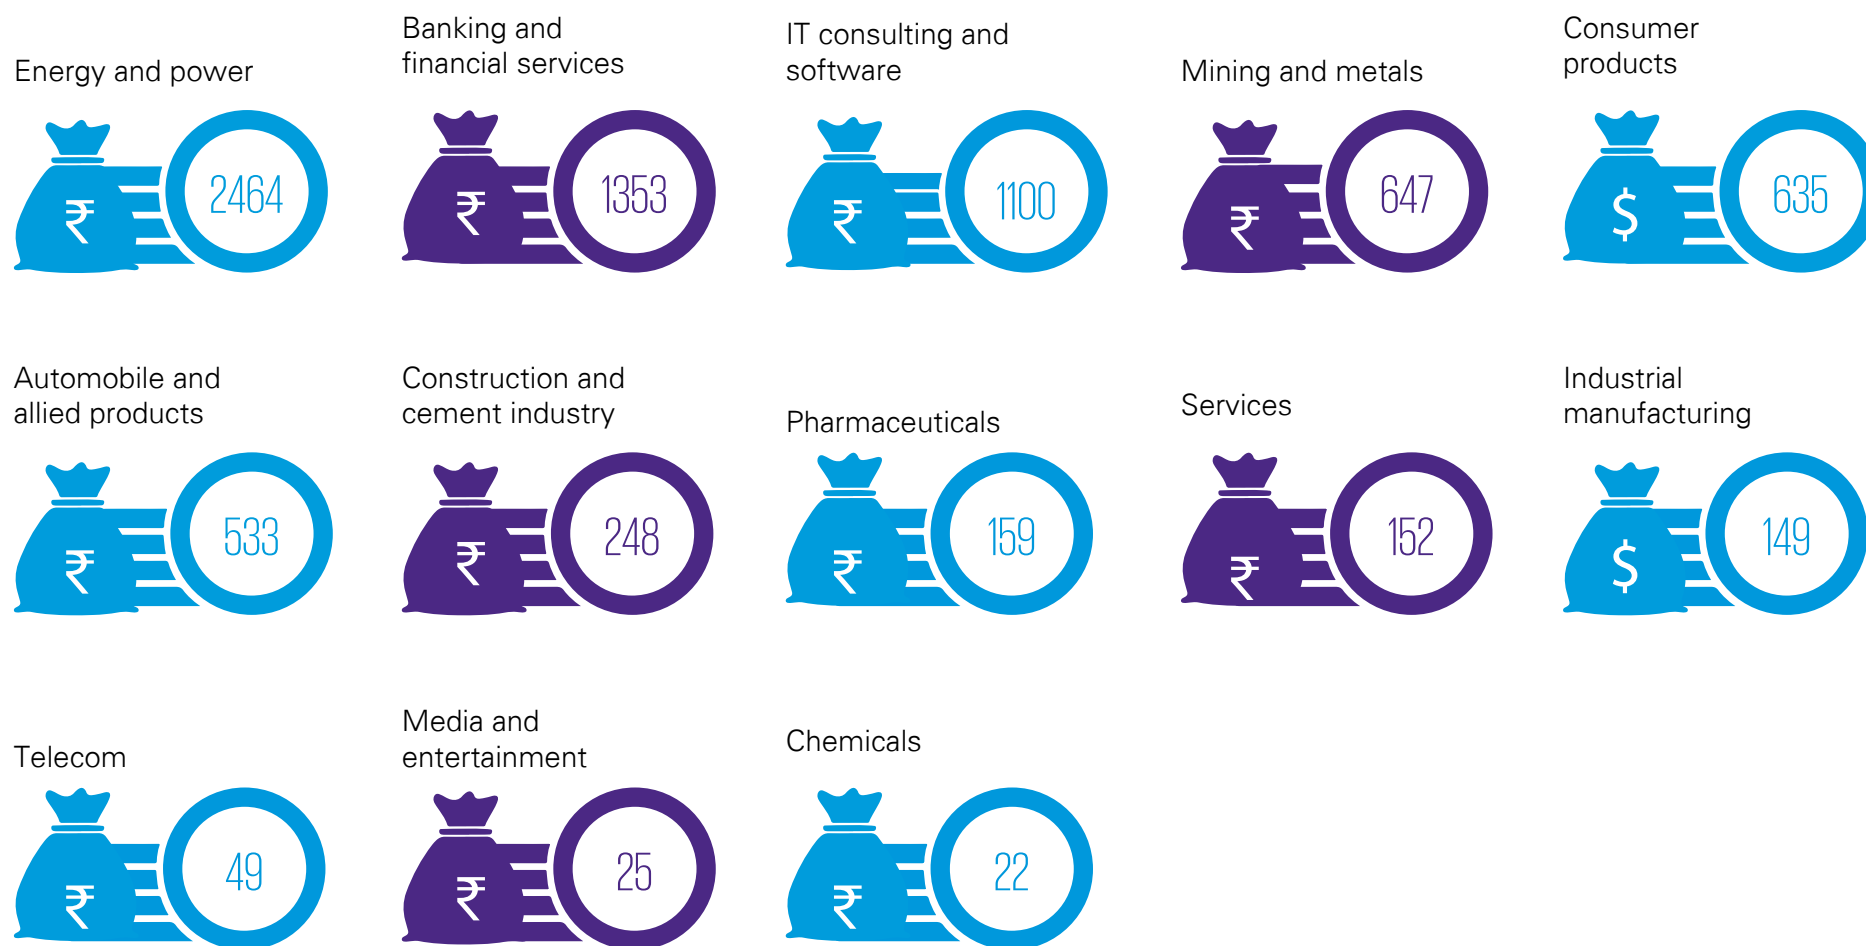 Energy and power
₹ 2464
Banking and
financial services
₹ 1353
IT consulting and
software
₹ 1100
Mining and metals
₹ 647
Consumer
products
$ 635
Automobile and
allied products
₹ 533
Construction and
cement industry
₹ 248
Pharmaceuticals
₹ 159
Services
₹ 152
Industrial
manufacturing
$ 149
Telecom
₹ 49
Media and
entertainment
₹ 25
Chemicals
₹ 22